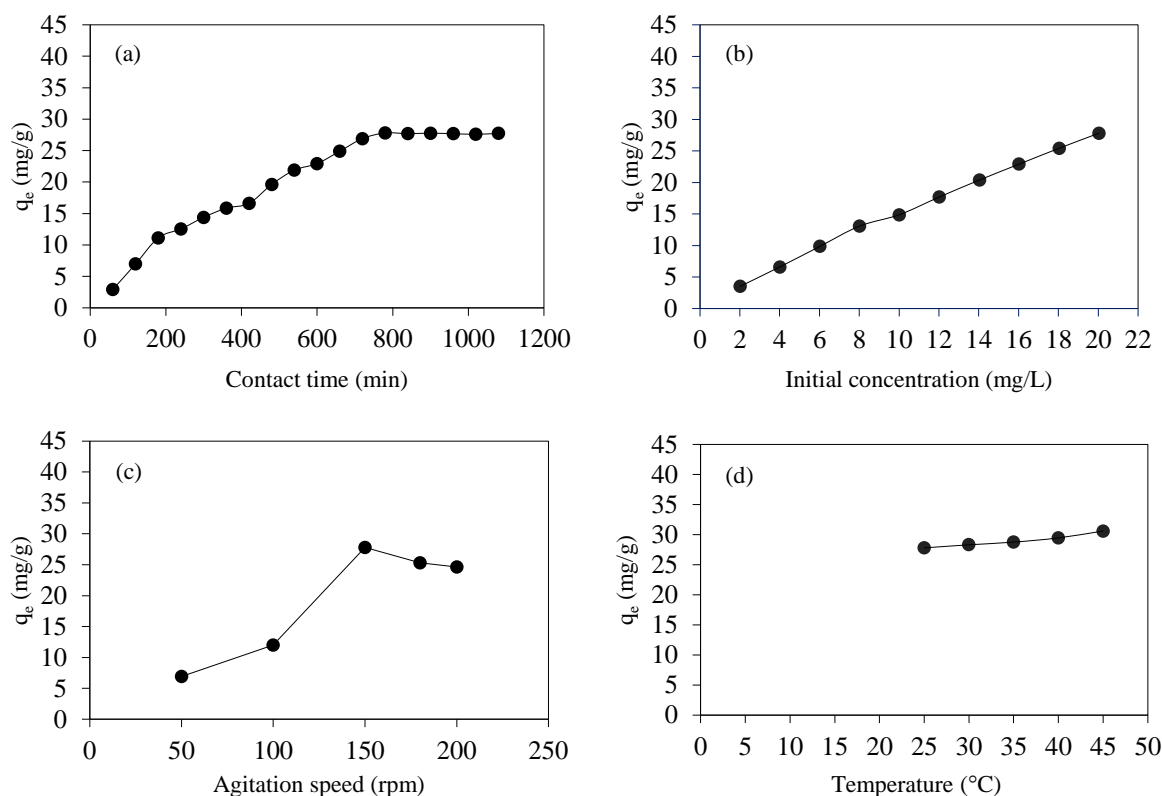 (a)
45
40
35
30
25
20
15
10
5
0
qe (mg/g)
0 200 400 600 800 1000 1200
Contact time (min)
(b)
45
40
35
30
25
20
15
10
5
0
qe (mg/g)
0 2 4 6 8 10 12 14 16 18 20 22
Initial concentration (mg/L)
(c)
45
40
35
30
25
20
15
10
5
0
qe (mg/g)
0 50 100 150 200 250
Agitation speed (rpm)
(d)
45
40
35
30
25
20
15
10
5
0
qe (mg/g)
0 5 10 15 20 25 30 35 40 45 50
Temperature (°C)